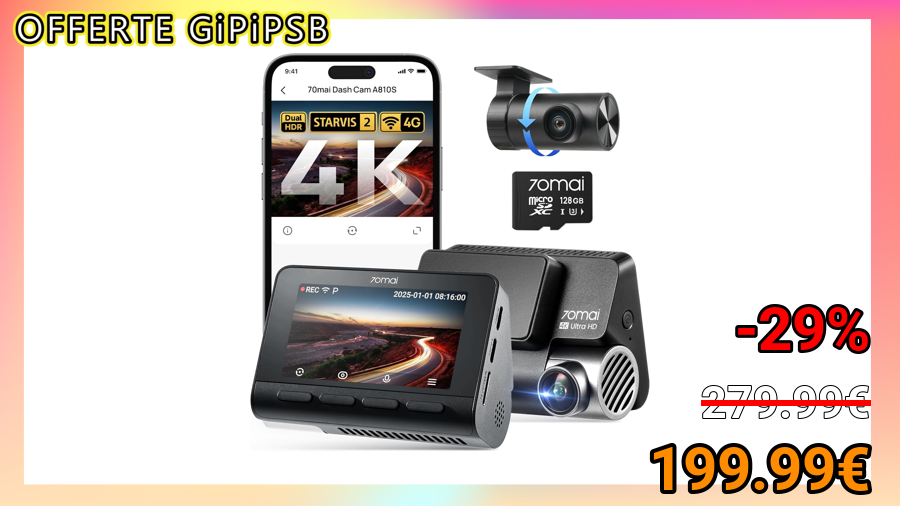 OFFERTE GiPiPSB
9:41
70mai Dash Cam A810S
Dual HDR
STARVIS 2
4G
4K
70mai
REC P
2025-01-01 08:16:00
70mai
micro SD XC
128GB
I U3
70mai
4K Ultra HD
-29%
279.99€
199.99€